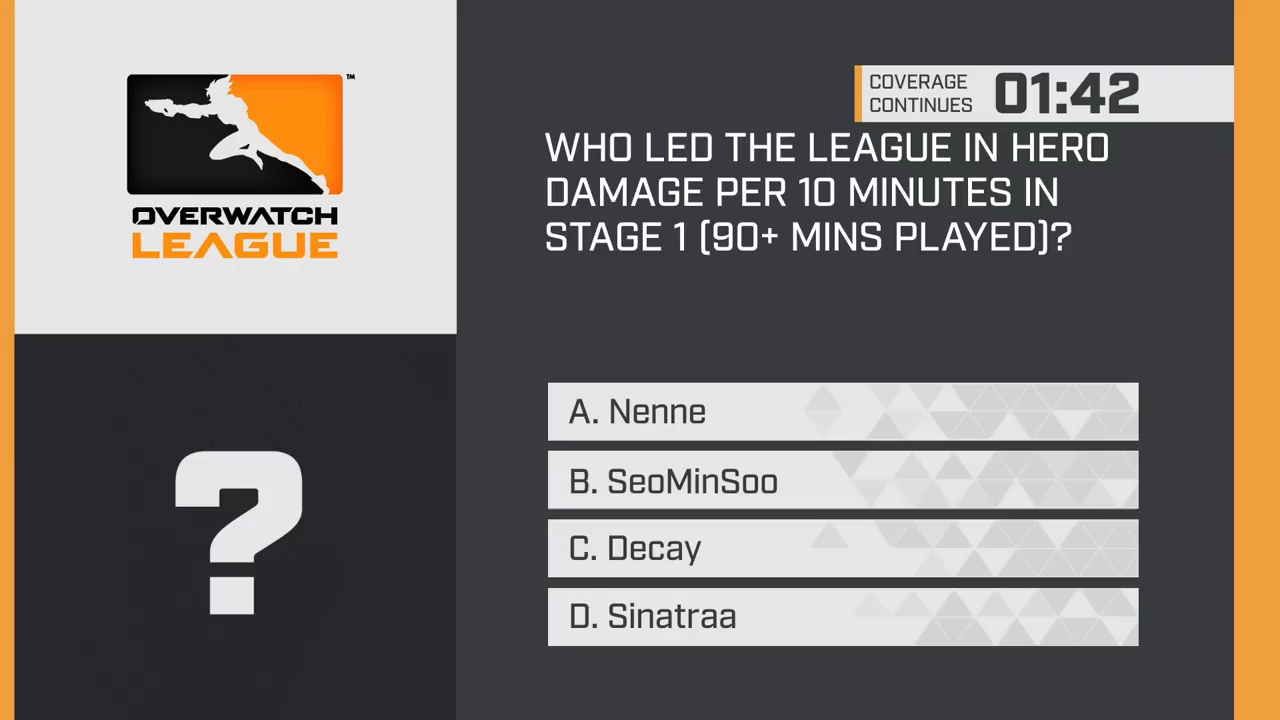 ™
OVERWATCH
LEAGUE
COVERAGE
CONTINUES
01:42
WHO LED THE LEAGUE IN HERO
DAMAGE PER 10 MINUTES IN
STAGE 1 (90+ MINS PLAYED)?
?
A. Nenne
B. SeoMinSoo
C. Decay
D. Sinatraa